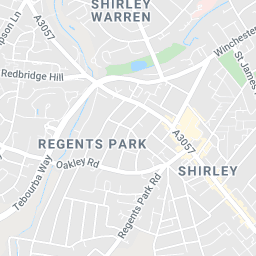 SHIRLEY
WARREN
A3057
Redbridge Hill
Winchester
St James
A3057
REGENTS PARK
Oakley Rd
SHIRLEY
Tebourba Way
Regents Park Rd